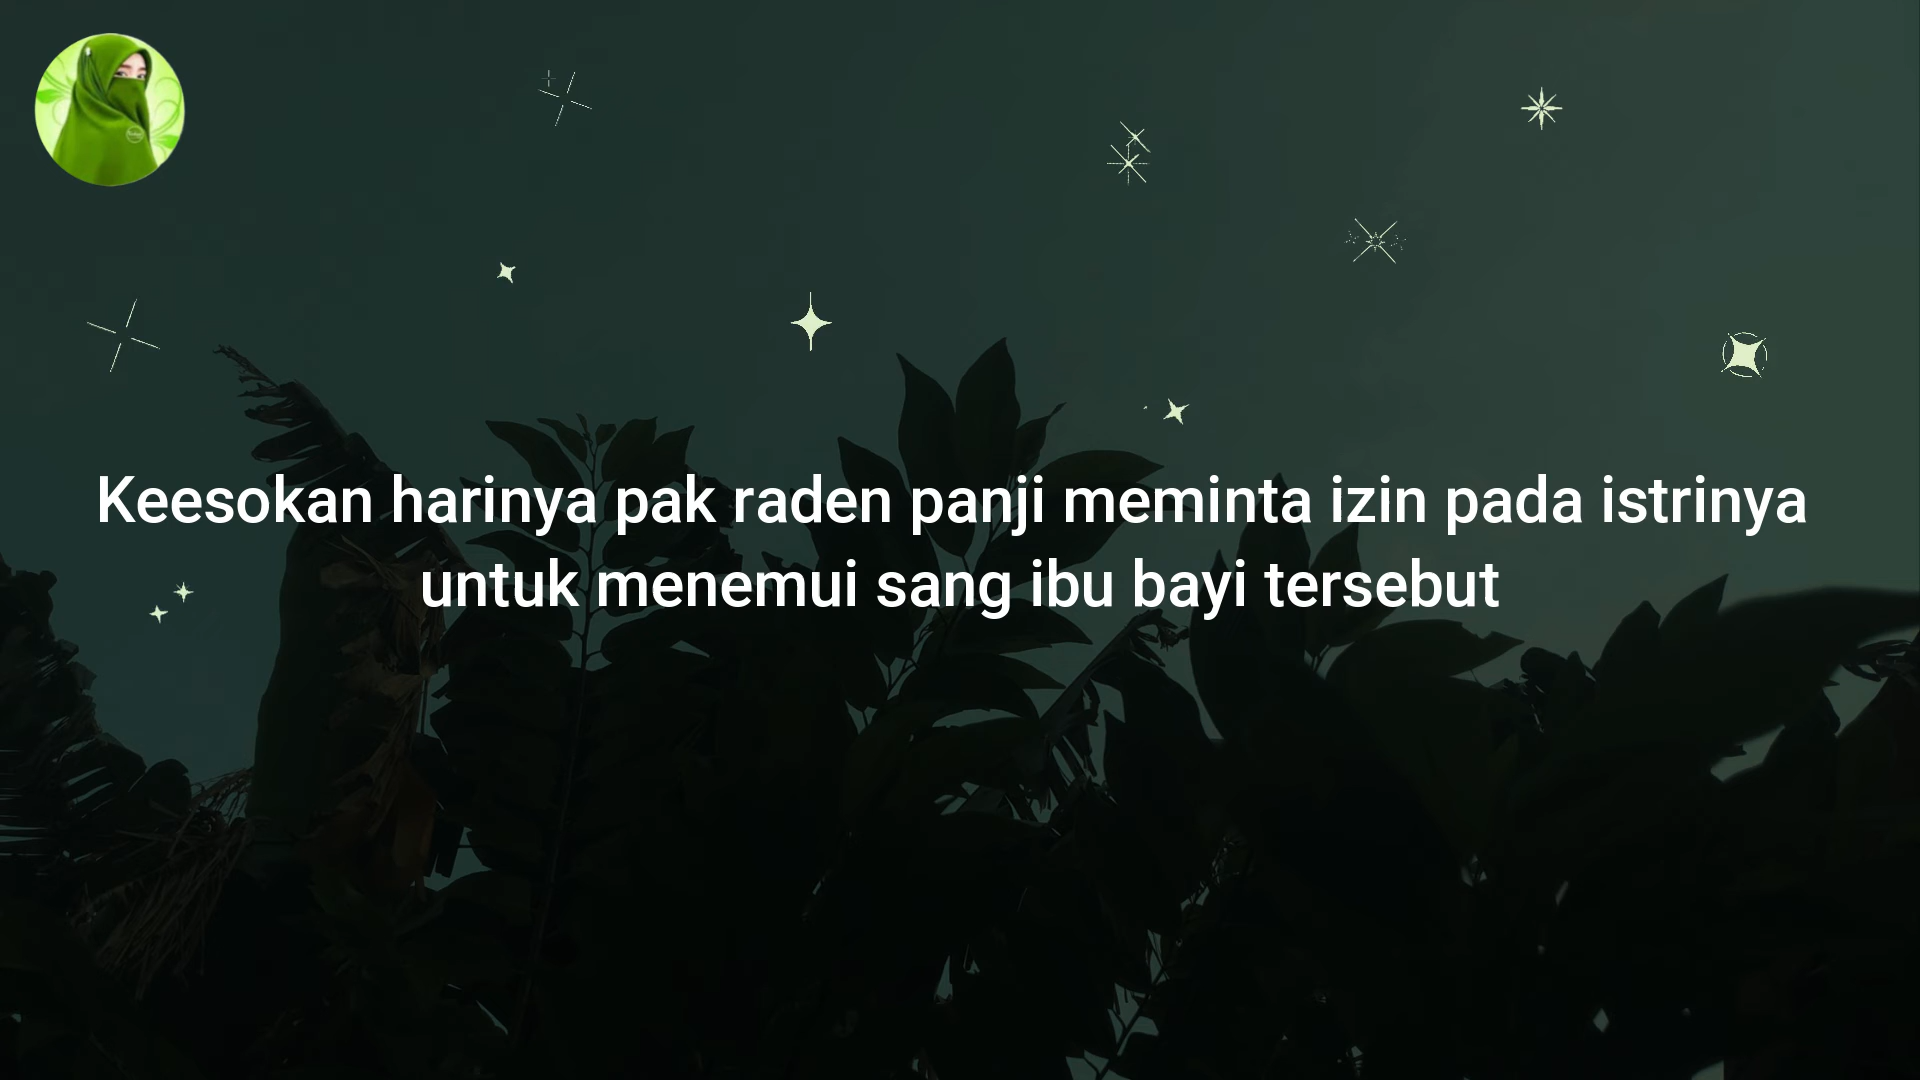 Keesokan harinya pak raden panji meminta izin pada istrinya
untuk menemui sang ibu bayi tersebut